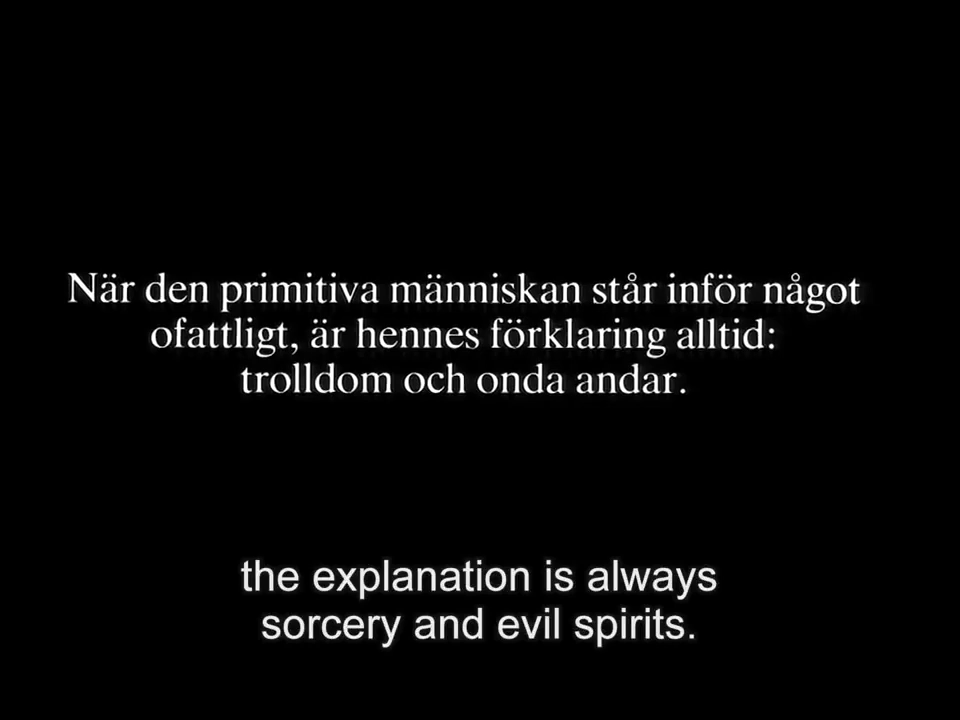 När den primitiva människan står inför något
ofattligt, är hennes förklaring alltid:
trolldom och onda andar.
the explanation is always
sorcery and evil spirits.